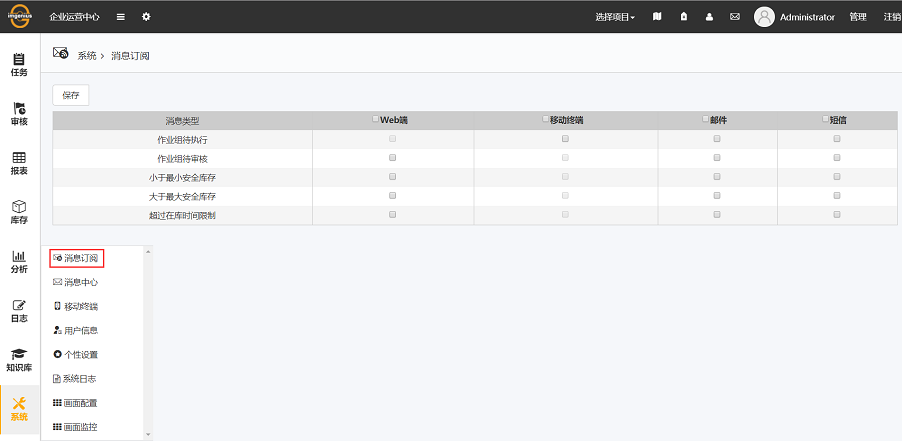 imgenius 企业运营中心 选择项目 Administrator 管理 注销
系统 > 消息订阅
保存
消息类型 Web端 移动终端 邮件 短信
作业组待执行
作业组待审核
小于最小安全库存
大于最大安全库存
超过在库时间限制
任务
审核
报表
库存
分析
日志
知识库
系统
消息订阅
消息中心
移动终端
用户信息
个性设置
系统日志
画面配置
画面监控